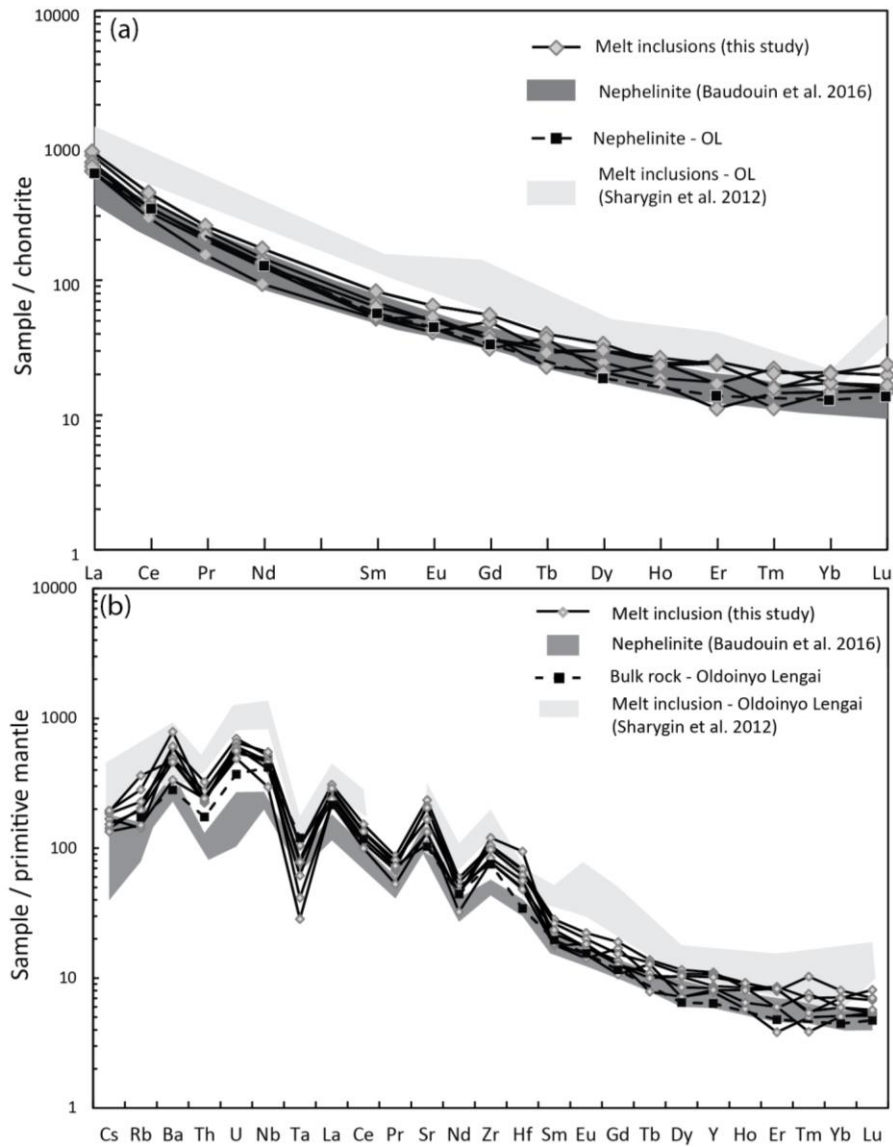 (a)
10000
1000
100
10
1
Sample / chondrite
Melt inclusions (this study)
Nephelinite (Baudouin et al. 2016)
Nephelinite - OL
Melt inclusions - OL
(Sharygin et al. 2012)
La Ce Pr Nd Sm Eu Gd Tb Dy Ho Er Tm Yb Lu
(b)
10000
1000
100
10
1
Sample / primitive mantle
Melt inclusion (this study)
Nephelinite (Baudouin et al. 2016)
Bulk rock - Oldoinyo Lengai
Melt inclusion - Oldoinyo Lengai
(Sharygin et al. 2012)
Cs Rb Ba Th U Nb Ta La Ce Pr Sr Nd Zr Hf Sm Eu Gd Tb Dy Y Ho Er Tm Yb Lu